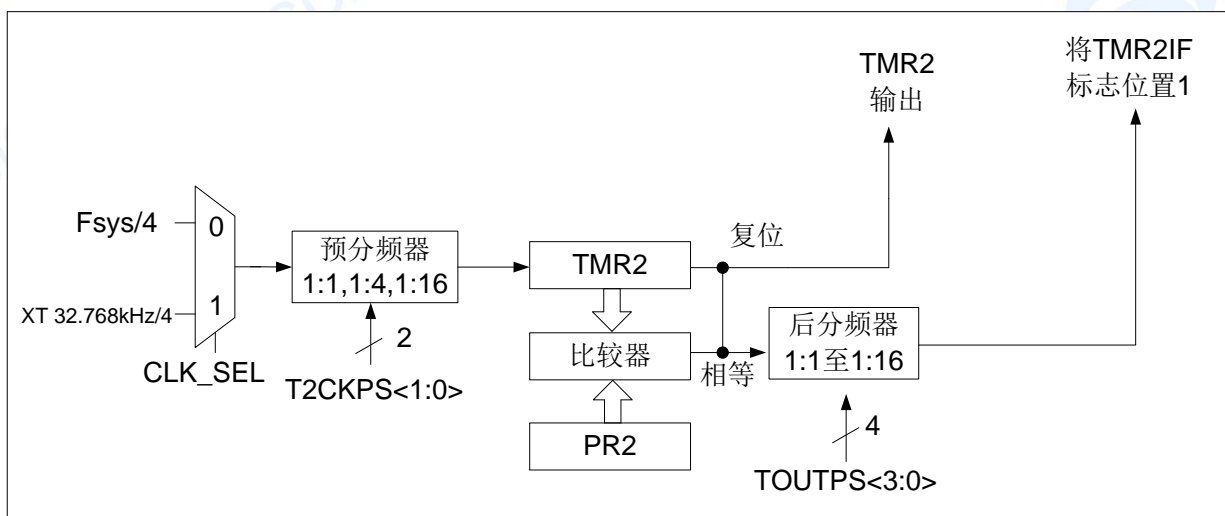 TMR2
输出
将TMR2IF
标志位置1
Fsys/4
0
预分频器
1:1,1:4,1:16
TMR2
复位
XT 32.768kHz/4
1
2
比较器
相等
后分频器
1:1至1:16
CLK_SEL
T2CKPS<1:0>
PR2
4
TOUTPS<3:0>